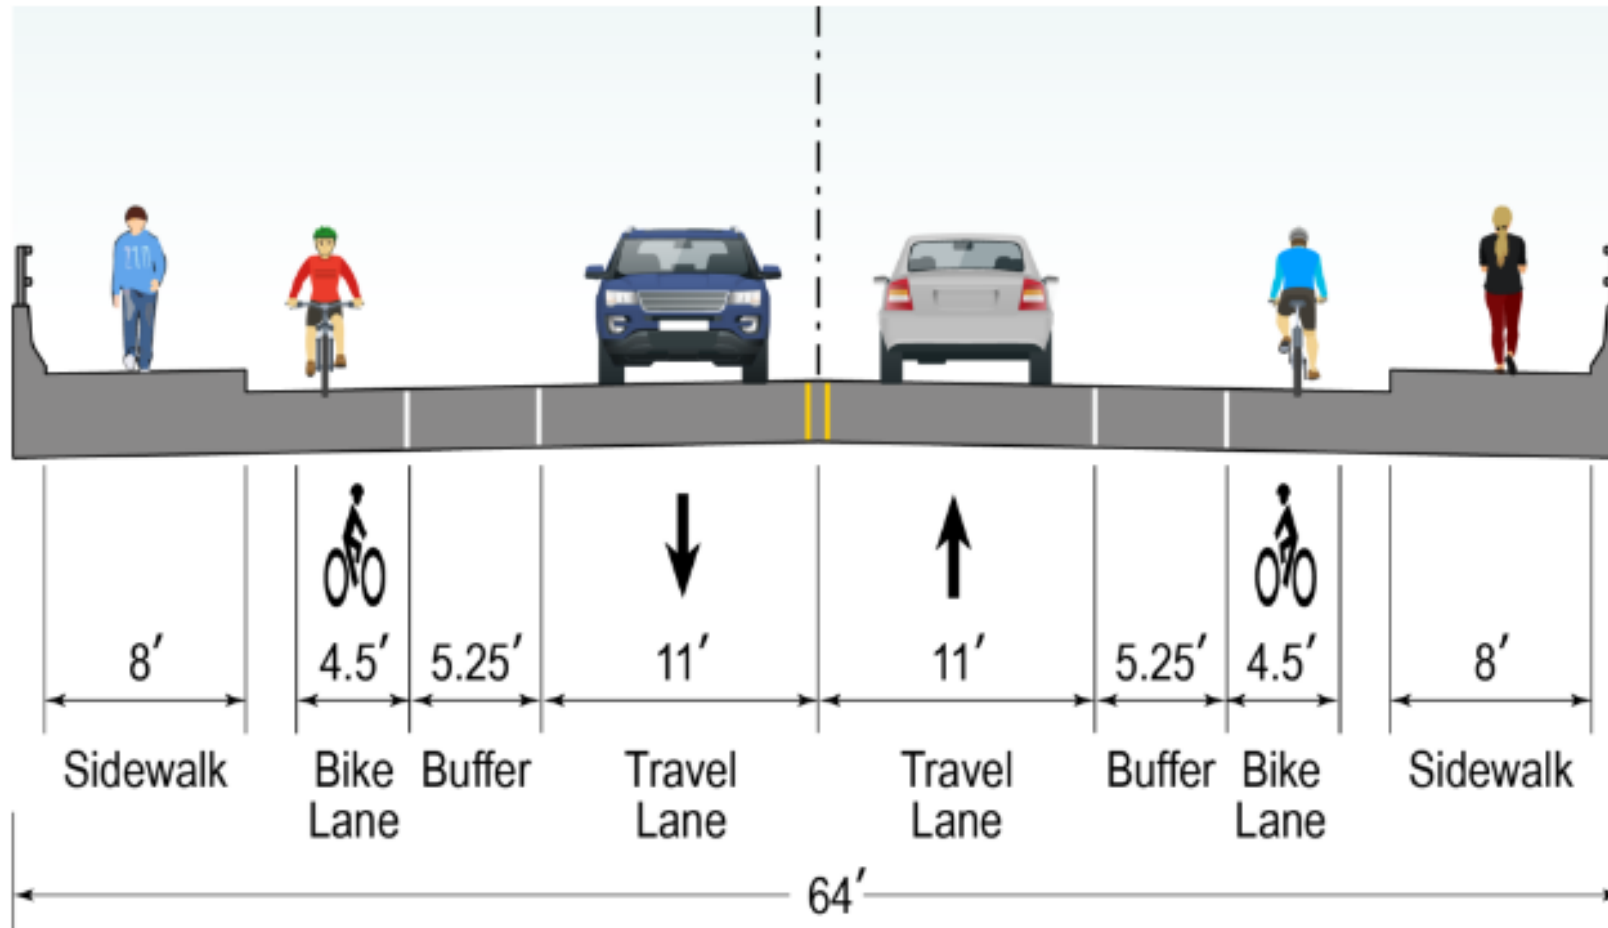 8′ 4.5′ 5.25′ 11′ 11′ 5.25′ 4.5′ 8′
Sidewalk Bike Buffer Travel Travel Buffer Bike Sidewalk
Lane Lane Lane Lane
64′